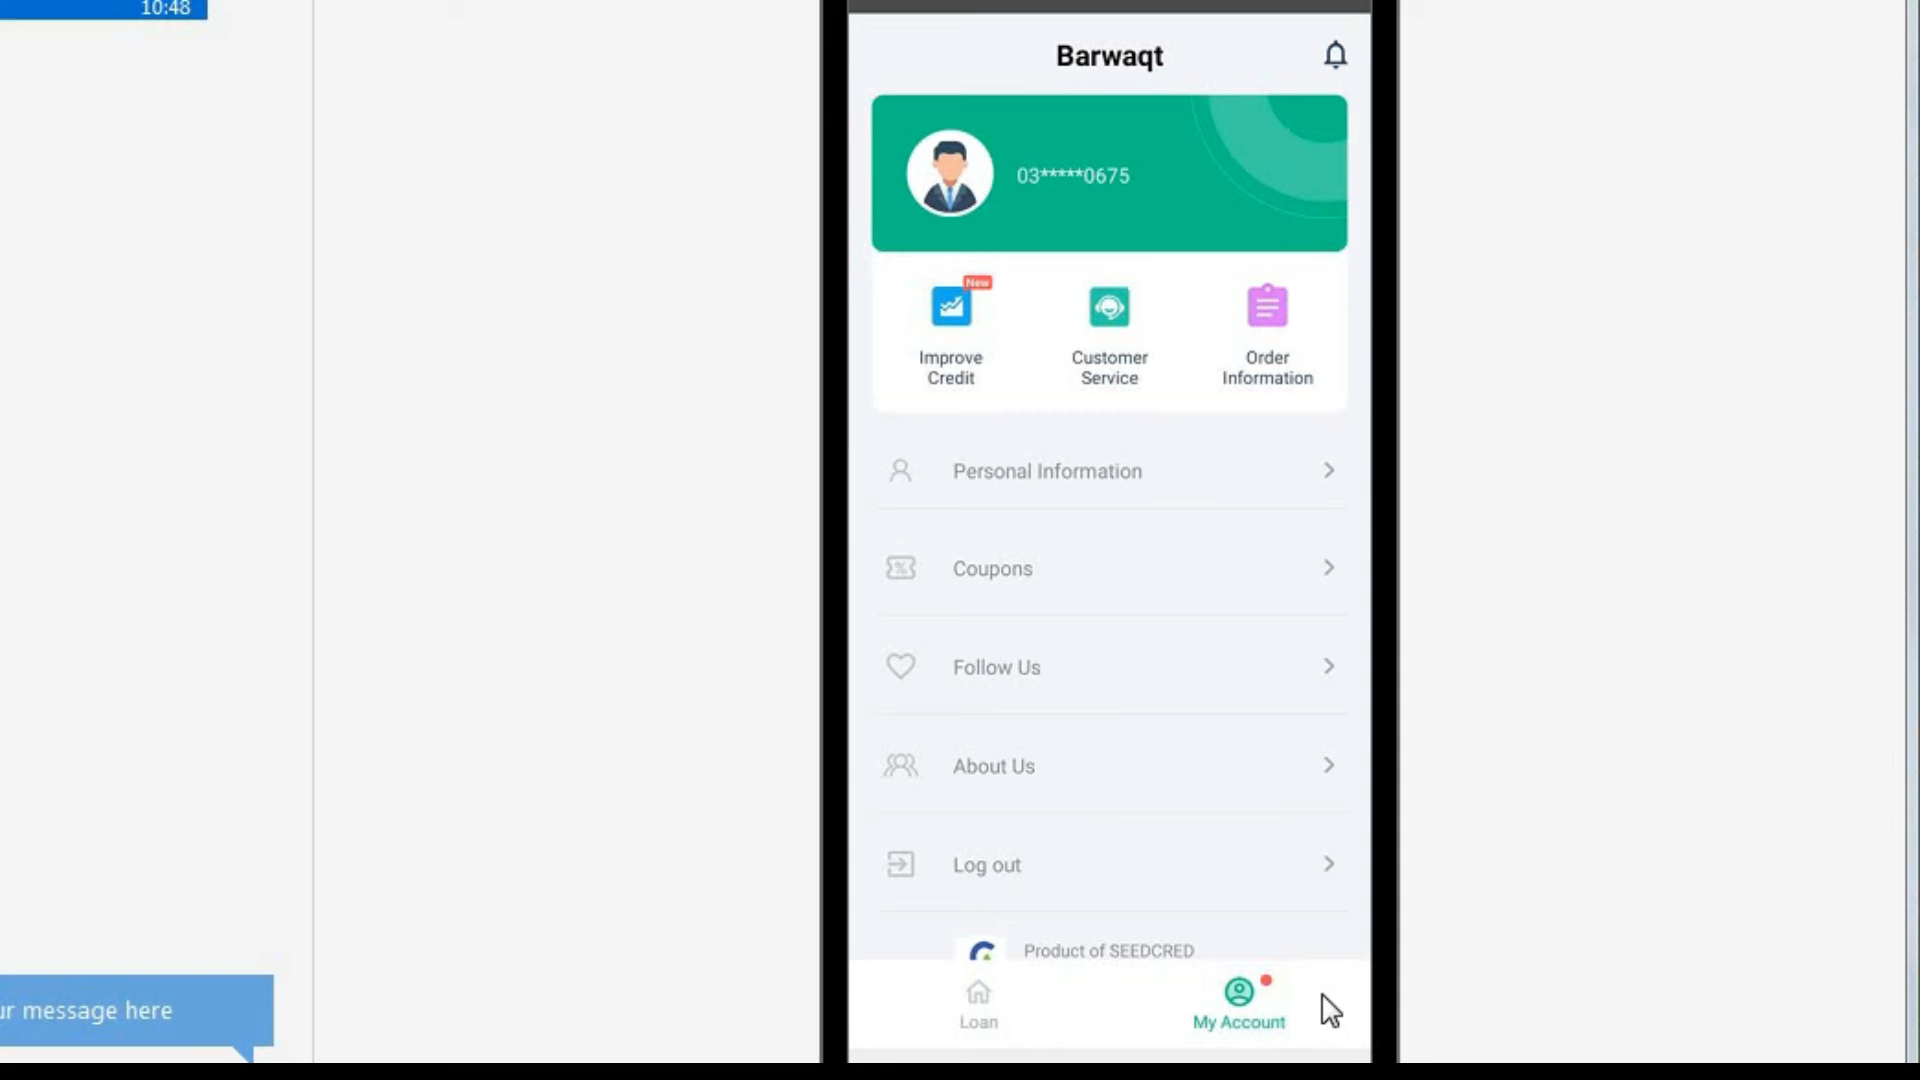 10:48
Barwaqt
03*****0675
New
Improve
Credit
Customer
Service
Order
Information
Personal Information
Coupons
Follow Us
About Us
Log out
Product of SEEDCRED
Loan
My Account
ur message here